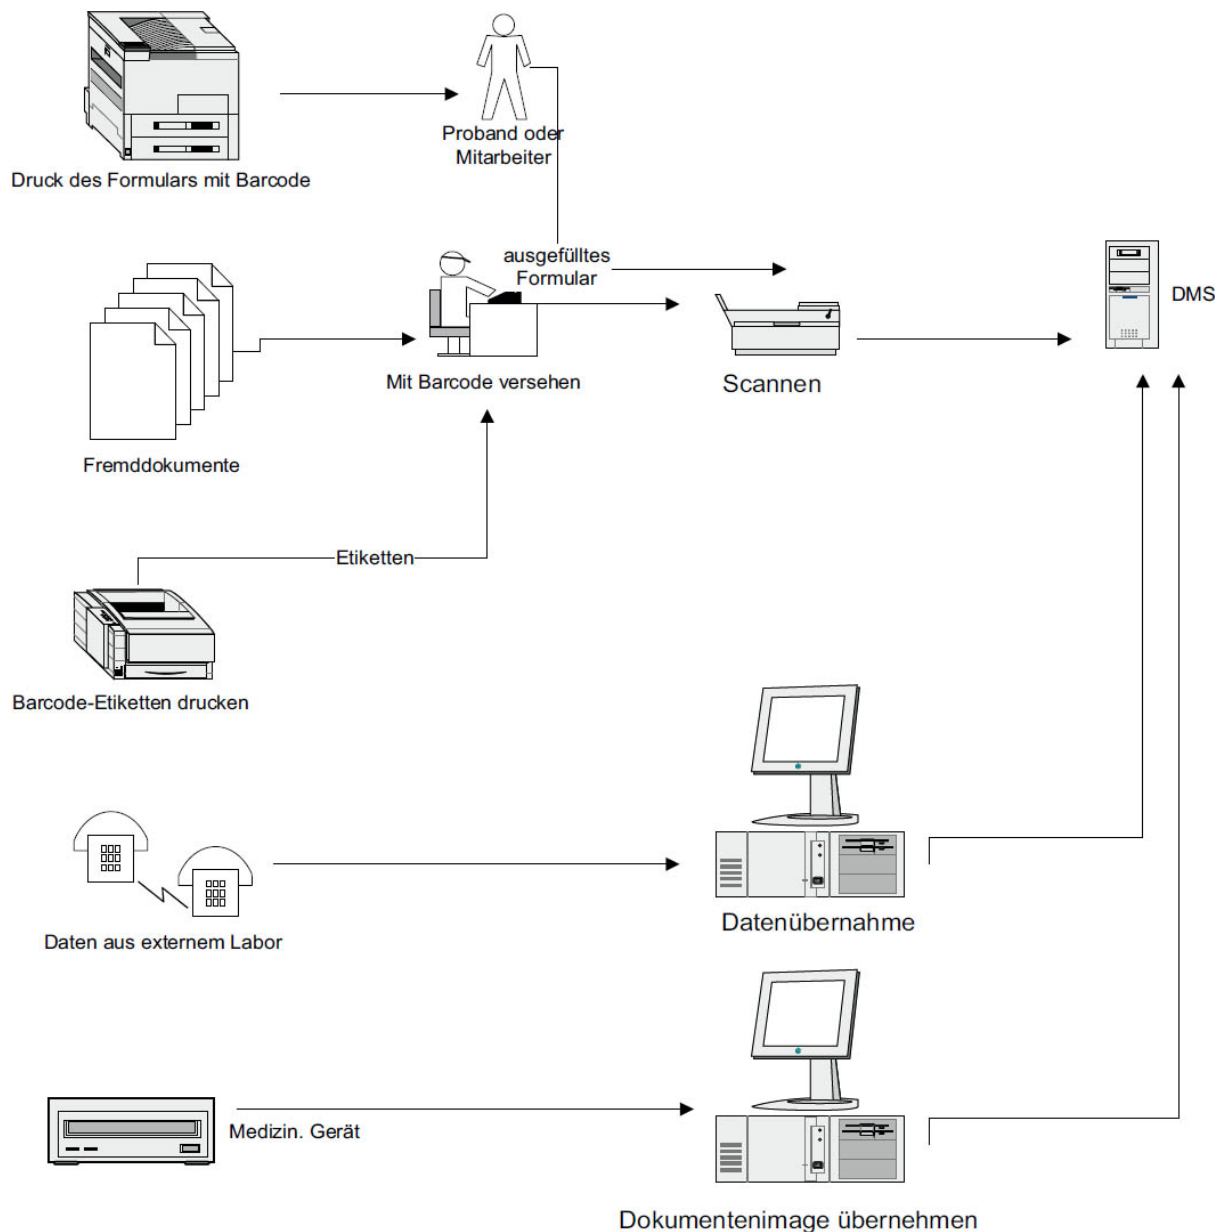 Proband oder
Mitarbeiter
Druck des Formulars mit Barcode
ausgefülltes
Formular
DMS
Mit Barcode versehen
Scannen
Fremddokumente
Etiketten
Barcode-Etiketten drucken
Datenübernahme
Daten aus externem Labor
Medizin. Gerät
Dokumentenimage übernehmen